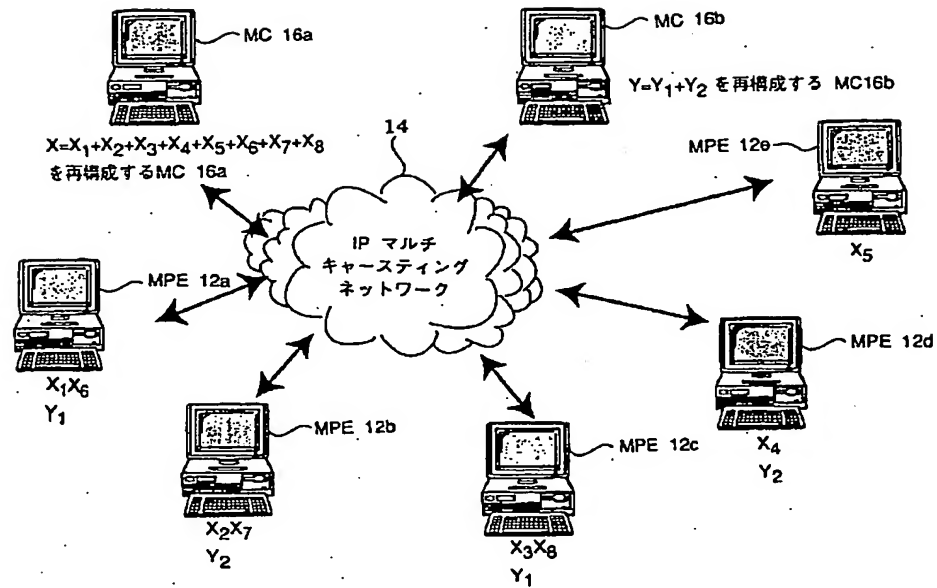 MC 16a
MC 16b
X=X₁+X₂+X₃+X₄+X₅+X₆+X₇+X₈
を再構成するMC 16a
Y=Y₁+Y₂ を再構成する MC16b
14
MPE 12e
X₅
IP マルチ
キャースティング
ネットワーク
MPE 12a
X₁X₆
Y₁
MPE 12d
X₄
Y₂
MPE 12b
X₂X₇
Y₂
MPE 12c
X₃X₈
Y₁